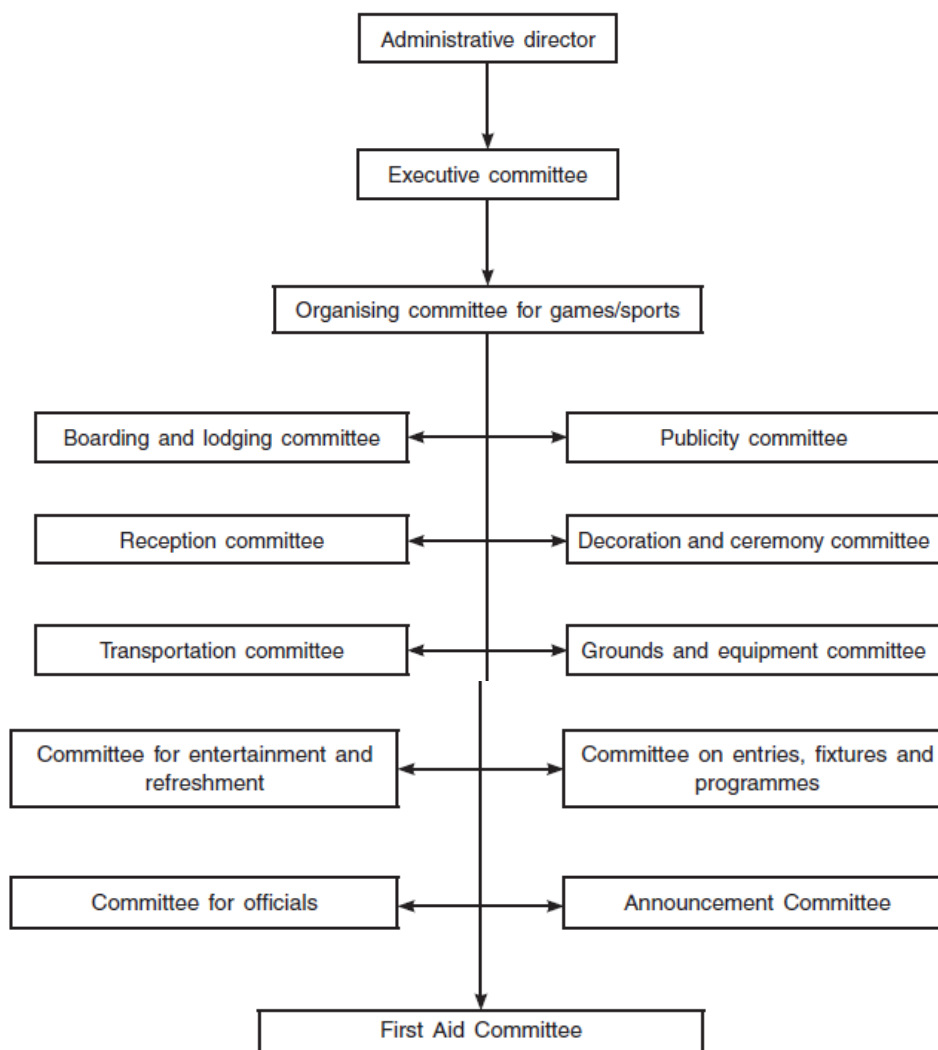 Administrative director
Executive committee
Organising committee for games/sports
Boarding and lodging committee
Publicity committee
Reception committee
Decoration and ceremony committee
Transportation committee
Grounds and equipment committee
Committee for entertainment and
refreshment
Committee on entries, fixtures and
programmes
Committee for officials
Announcement Committee
First Aid Committee